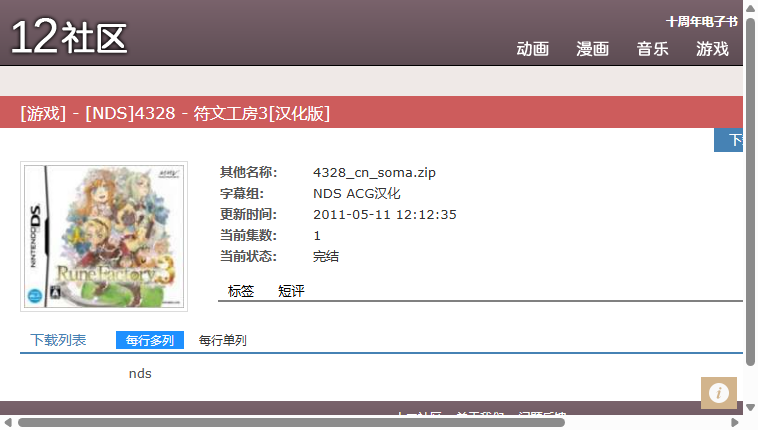 12社区
十周年电子书
动画 漫画 音乐 游戏
[游戏] - [NDS]4328 - 符文工房3[汉化版]
其他名称: 4328_cn_soma.zip
字幕组: NDS ACG汉化
更新时间: 2011-05-11 12:12:35
当前集数: 1
当前状态: 完结
NINTENDO DS
Rune Factory 3
标签 短评
下载列表 每行多列 每行单列
nds